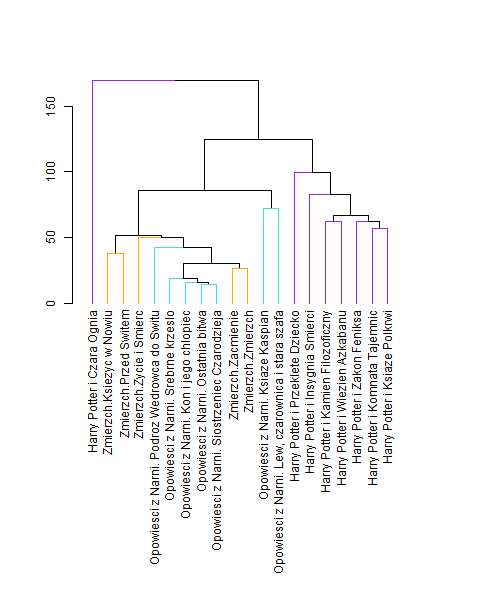 150
100
50
0
Harry Potter i Czara Ognia
Zmierzch.Ksiezyc w Nowiu
Zmierzch.Przed Switem
Zmierzch.Zycie i Smierc
Opowiesci z Narni. Podroz Wedrowca do Switu
Opowiesci z Narni. Srebrne krzeslo
Opowiesci z Narni. Kon i jego chlopiec
Opowiesci z Narni. Ostatnia bitwa
Opowiesci z Narni. Siostrzeniec Czarodzieja
Zmierzch.Zacmienie
Zmierzch.Zmierzch
Opowiesci z Narni. Ksiaze Kaspian
Opowiesci z Narni. Lew, czarownica i stara szafa
Harry Potter i Przeklete Dziecko
Harry Potter i Insygnia Smierci
Harry Potter i Kamien Filozoficzny
Harry Potter i Wiezien Azkabanu
Harry Potter i Zakon Feniksa
Harry Potter i Komnata Tajemnic
Harry Potter i Ksiaze Polkrwi